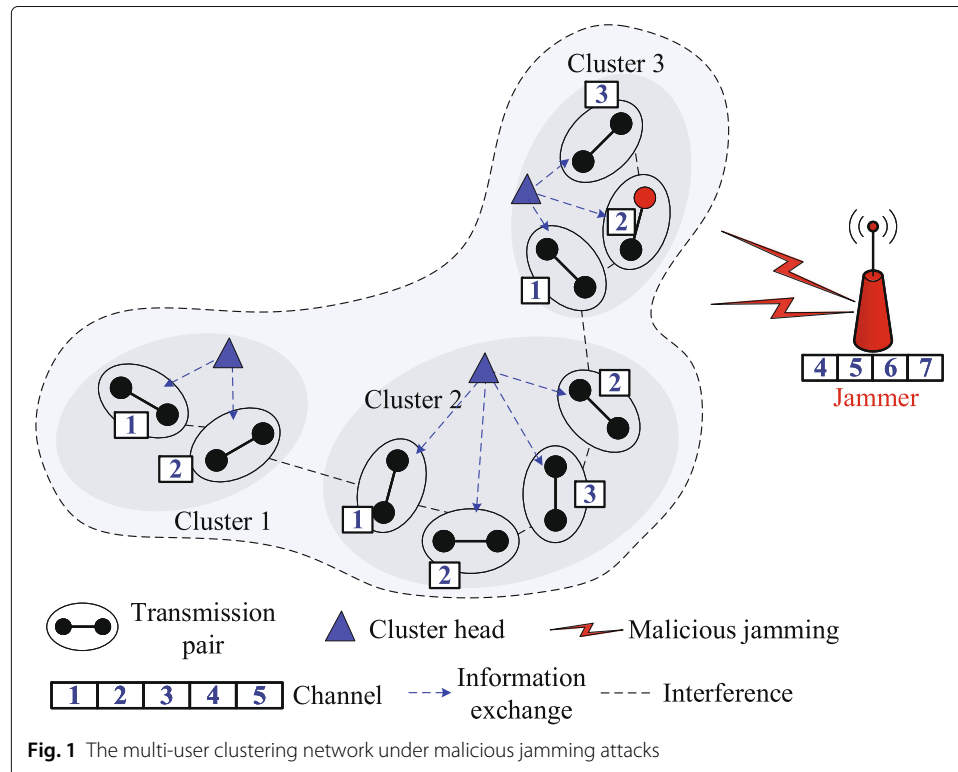 Cluster 3
3
2
1
4 5 6 7
Jammer
1
2
Cluster 1
Cluster 2
2
1
3
2
Transmission
pair
Cluster head
Malicious jamming
1 2 3 4 5 Channel
Information
exchange
Interference
Fig. 1 The multi-user clustering network under malicious jamming attacks